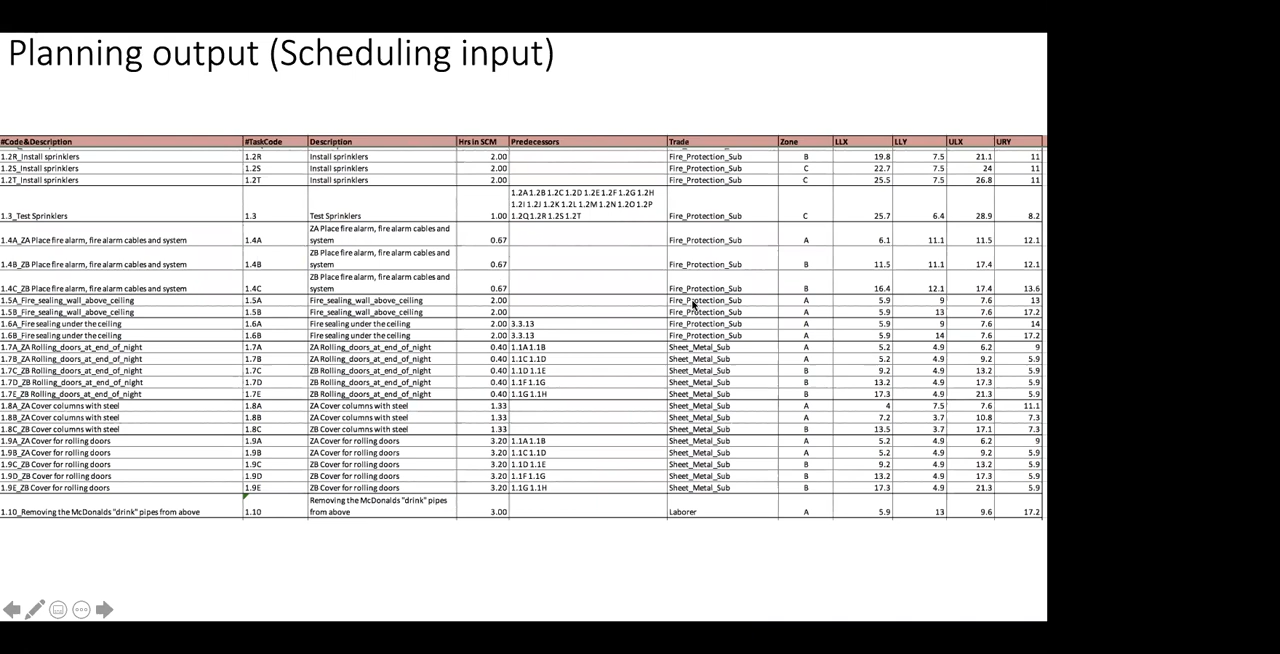 Planning output (Scheduling input)
#Code&Description #TaskCode Description Hrs in SCM Predecessors Trade Zone LLX LLY ULX URY
1.2R_Install sprinklers 1.2R Install sprinklers 2.00 Fire_Protection_Sub B 19.8 7.5 21.1 11
1.2S_Install sprinklers 1.2S Install sprinklers 2.00 Fire_Protection_Sub C 22.7 7.5 24 11
1.2T_Install sprinklers 1.2T Install sprinklers 2.00 Fire_Protection_Sub C 25.5 7.5 26.8 11
1.2A 1.2B 1.2C 1.2D 1.2E 1.2F 1.2G 1.2H
1.2I 1.2J 1.2K 1.2L 1.2M 1.2N 1.2O 1.2P
1.3_Test Sprinklers 1.3 Test Sprinklers 1.00 1.2Q 1.2R 1.2S 1.2T Fire_Protection_Sub C 25.7 6.4 28.9 8.2
ZA Place fire alarm, fire alarm cables and
1.4A_ZA Place fire alarm, fire alarm cables and system 1.4A system 0.67 Fire_Protection_Sub A 6.1 11.1 11.5 12.1
ZB Place fire alarm, fire alarm cables and
1.4B_ZB Place fire alarm, fire alarm cables and system 1.4B system 0.67 Fire_Protection_Sub B 11.5 11.1 17.4 12.1
ZB Place fire alarm, fire alarm cables and
1.4C_ZB Place fire alarm, fire alarm cables and system 1.4C system 0.67 Fire_Protection_Sub B 16.4 12.1 17.4 13.6
1.5A_Fire_sealing_wall_above_ceiling 1.5A Fire_sealing_wall_above_ceiling 2.00 Fire_Protection_Sub A 5.9 9 7.6 13
1.5B_Fire_sealing_wall_above_ceiling 1.5B Fire_sealing_wall_above_ceiling 2.00 Fire_Protection_Sub A 5.9 13 7.6 17.2
1.6A_Fire sealing under the ceiling 1.6A Fire sealing under the ceiling 2.00 3.3.13 Fire_Protection_Sub A 5.9 9 7.6 14
1.6B_Fire sealing under the ceiling 1.6B Fire sealing under the ceiling 2.00 3.3.13 Fire_Protection_Sub A 5.9 14 7.6 17.2
1.7A_ZA Rolling_doors_at_end_of_night 1.7A ZA Rolling_doors_at_end_of_night 0.40 1.1A 1.1B Sheet_Metal_Sub A 5.2 4.9 6.2 9
1.7B_ZA Rolling_doors_at_end_of_night 1.7B ZA Rolling_doors_at_end_of_night 0.40 1.1C 1.1D Sheet_Metal_Sub A 5.2 4.9 9.2 5.9
1.7C_ZB Rolling_doors_at_end_of_night 1.7C ZB Rolling_doors_at_end_of_night 0.40 1.1D 1.1E Sheet_Metal_Sub B 9.2 4.9 13.2 5.9
1.7D_ZB Rolling_doors_at_end_of_night 1.7D ZB Rolling_doors_at_end_of_night 0.40 1.1F 1.1G Sheet_Metal_Sub B 13.2 4.9 17.3 5.9
1.7E_ZB Rolling_doors_at_end_of_night 1.7E ZB Rolling_doors_at_end_of_night 0.40 1.1G 1.1H Sheet_Metal_Sub B 17.3 4.9 21.3 5.9
1.8A_ZA Cover columns with steel 1.8A ZA Cover columns with steel 1.33 Sheet_Metal_Sub A 4 7.5 7.6 11.1
1.8B_ZA Cover columns with steel 1.8B ZA Cover columns with steel 1.33 Sheet_Metal_Sub A 7.2 3.7 10.8 7.3
1.8C_ZB Cover columns with steel 1.8C ZB Cover columns with steel 1.33 Sheet_Metal_Sub B 13.5 3.7 17.1 7.3
1.9A_ZA Cover for rolling doors 1.9A ZA Cover for rolling doors 3.20 1.1A 1.1B Sheet_Metal_Sub A 5.2 4.9 6.2 9
1.9B_ZA Cover for rolling doors 1.9B ZA Cover for rolling doors 3.20 1.1C 1.1D Sheet_Metal_Sub A 5.2 4.9 9.2 5.9
1.9C_ZB Cover for rolling doors 1.9C ZB Cover for rolling doors 3.20 1.1D 1.1E Sheet_Metal_Sub B 9.2 4.9 13.2 5.9
1.9D_ZB Cover for rolling doors 1.9D ZB Cover for rolling doors 3.20 1.1F 1.1G Sheet_Metal_Sub B 13.2 4.9 17.3 5.9
1.9E_ZB Cover for rolling doors 1.9E ZB Cover for rolling doors 3.20 1.1G 1.1H Sheet_Metal_Sub B 17.3 4.9 21.3 5.9
Removing the McDonalds "drink" pipes
1.10_Removing the McDonalds "drink" pipes from above 1.10 from above 3.00 Laborer A 5.9 13 9.6 17.2